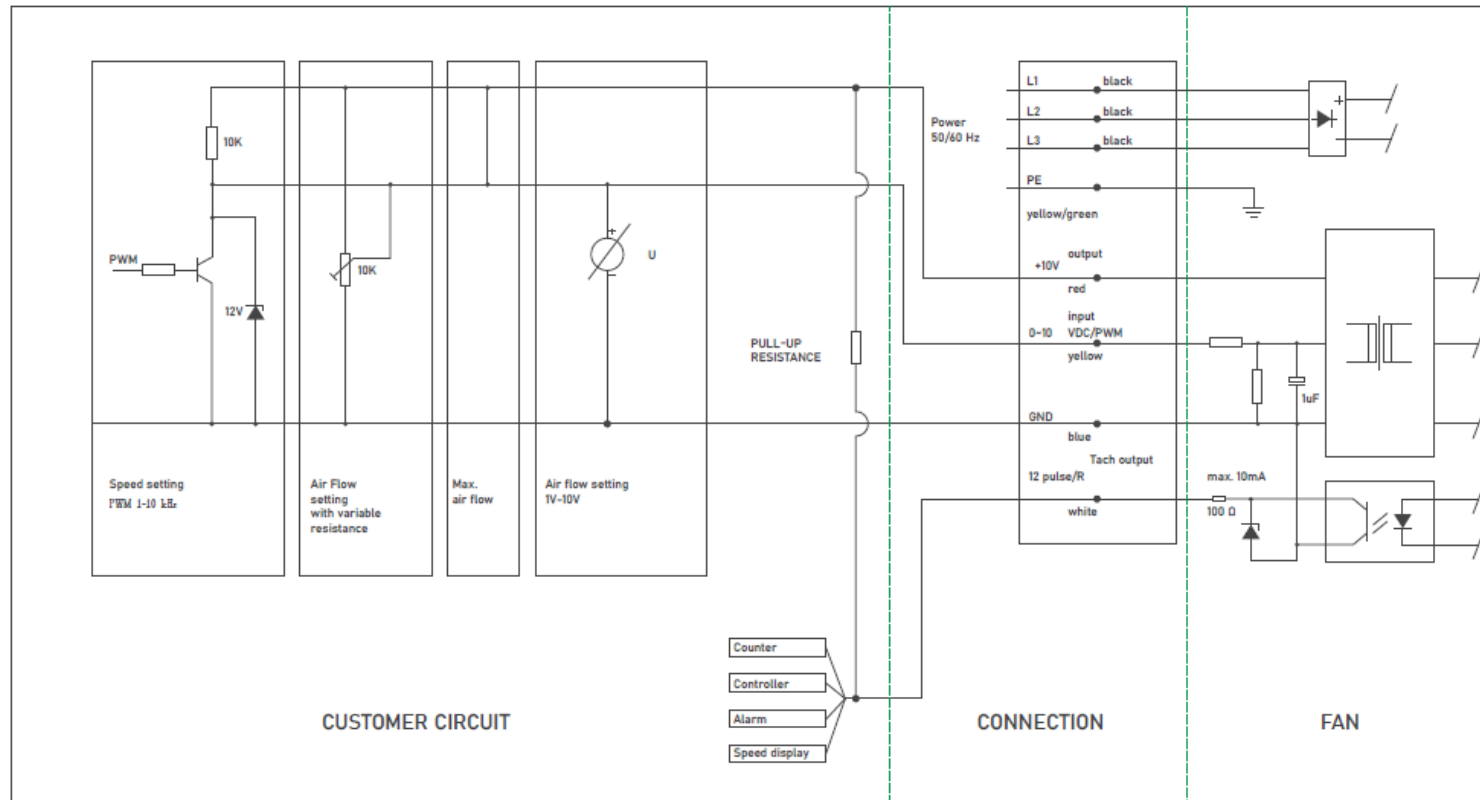 10K
PWM
12V
Speed setting
PWM 1-10 kHz
10K
Air Flow
setting
with variable
resistance
Max.
air flow
U
Air flow setting
1V-10V
PULL-UP
RESISTANCE
Counter
Controller
Alarm
Speed display
CUSTOMER CIRCUIT
Power
50/60 Hz
L1
black
L2
black
L3
black
PE
yellow/green
output
+10V
red
input
0~10 VDC/PWM
yellow
GND
blue
Tach output
12 pulse/R
white
CONNECTION
+
-
1uF
max. 10mA
100 Ω
FAN